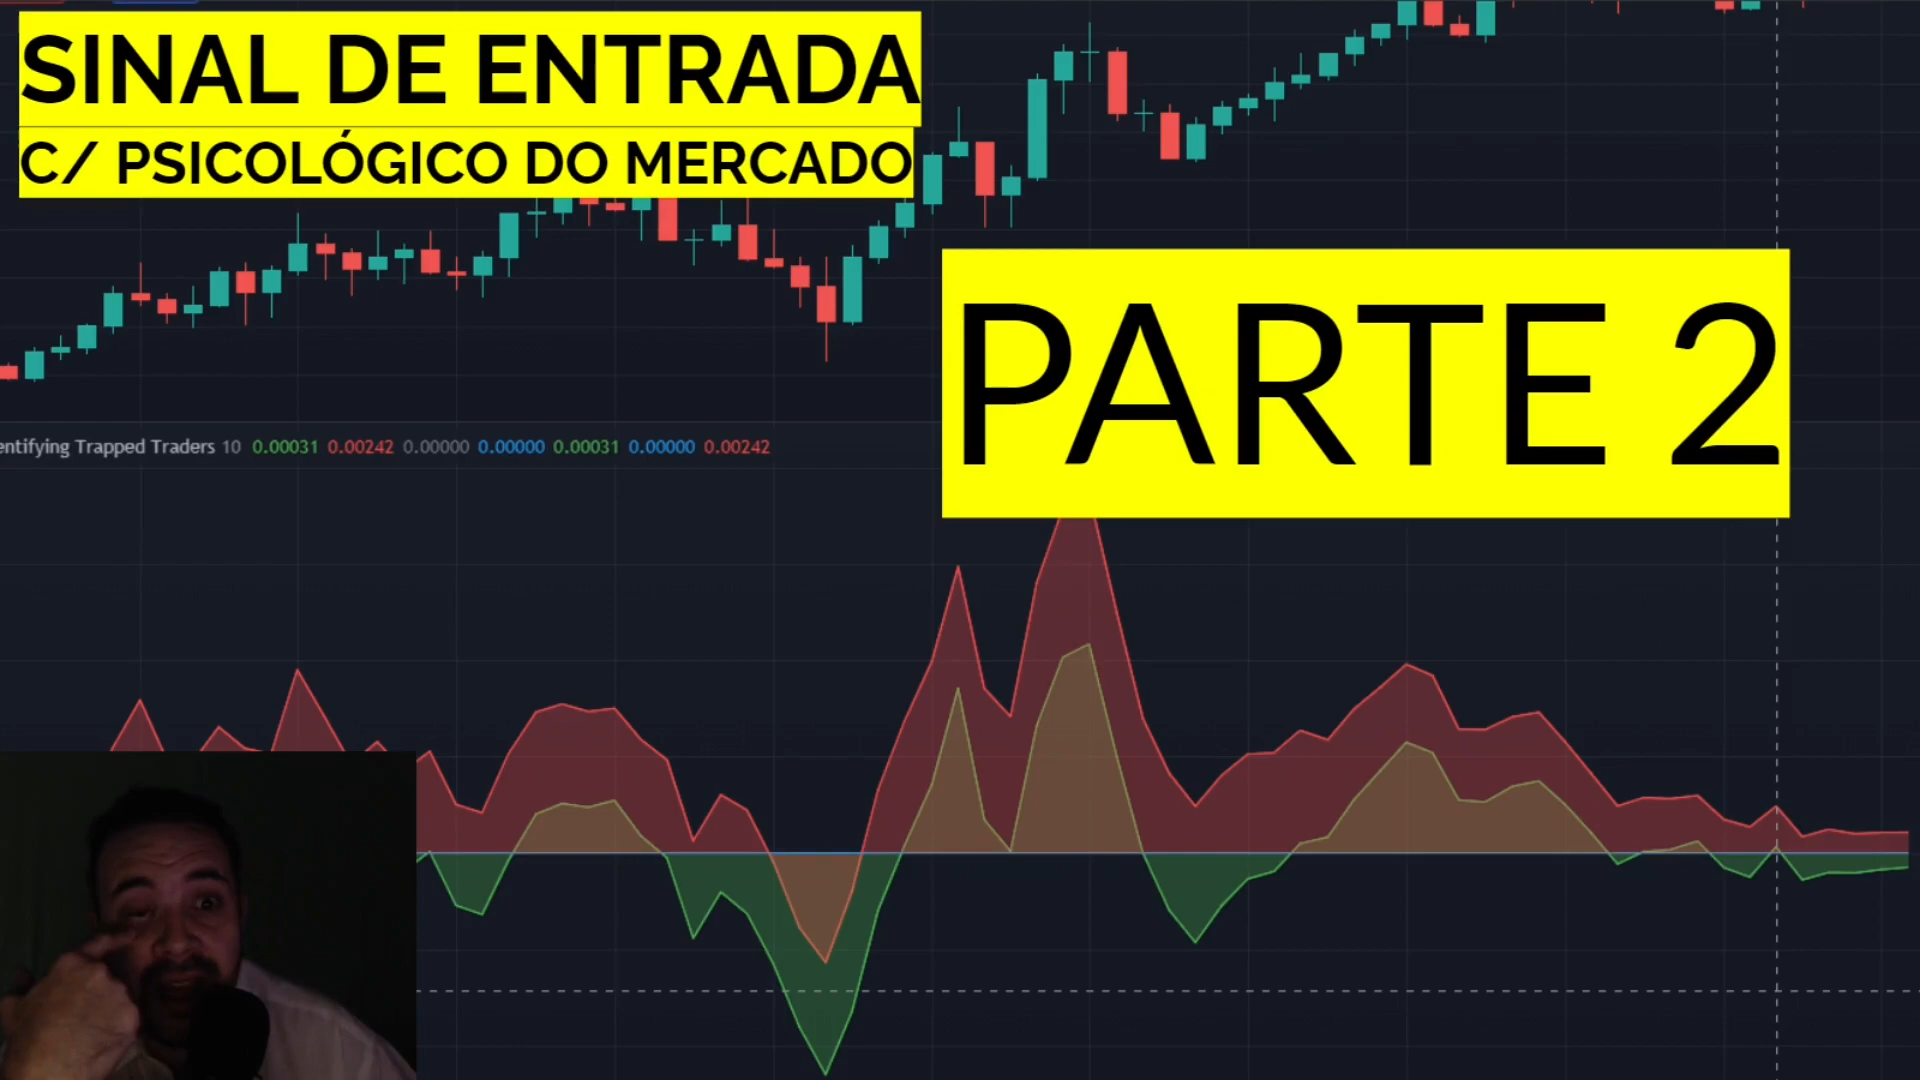 SINAL DE ENTRADA
C/ PSICOLÓGICO DO MERCADO
PARTE 2
entifying Trapped Traders 10 0.00031 0.00242 0.00000 0.00000 0.00031 0.00000 0.00242